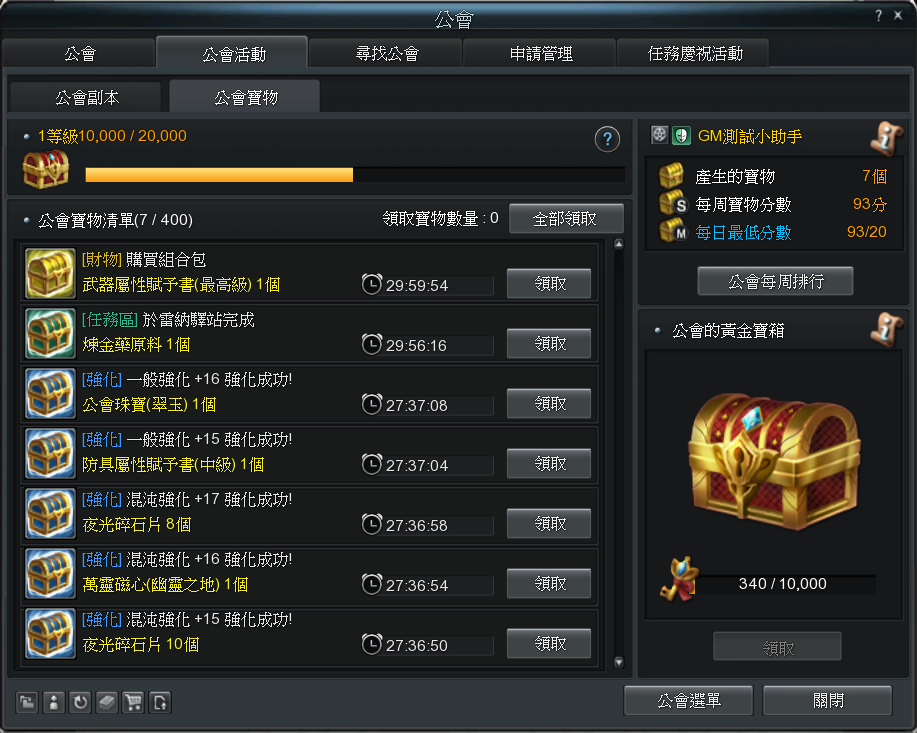 公會
公會 公會活動 尋找公會 申請管理 任務慶祝活動
公會副本 公會寶物
1等級10,000 / 20,000
公會寶物清單(7 / 400) 領取寶物數量 : 0 全部領取
[財物] 購買組合包
武器屬性賦予書(最高級) 1個 29:59:54 領取
[任務區] 於雷納驛站完成
煉金藥原料 1個 29:56:16 領取
[強化] 一般強化 +16 強化成功!
公會珠寶(翠玉) 1個 27:37:08 領取
[強化] 一般強化 +15 強化成功!
防具屬性賦予書(中級) 1個 27:37:04 領取
[強化] 混沌強化 +17 強化成功!
夜光碎石片 8個 27:36:58 領取
[強化] 混沌強化 +16 強化成功!
萬靈磁心(幽靈之地) 1個 27:36:54 領取
[強化] 混沌強化 +15 強化成功!
夜光碎石片 10個 27:36:50 領取
GM測試小助手
產生的寶物 7個
S 每周寶物分數 93分
M 每日最低分數 93/20
公會每周排行
公會的黃金寶箱
340 / 10,000
領取
公會選單 關閉